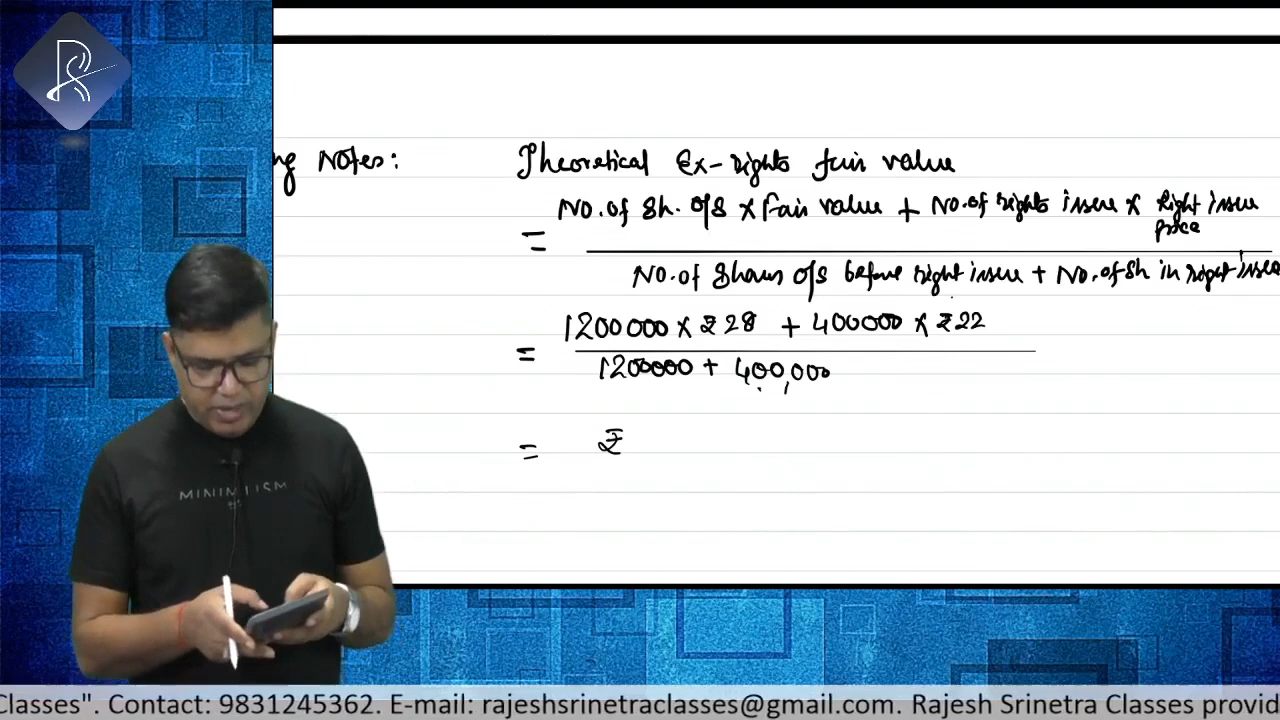 ng Notes:
Theoretical Ex-rights fair value
= No. of Sh. o/s × Fair value + No. of rights issue × Right issue price
No. of Shares o/s before right issue + No. of Sh in right issue
= 1200000 × ₹28 + 400000 × ₹22
1200000 + 400,000
= ₹
MINIMLISM
Classes". Contact: 9831245362. E-mail: rajeshsrinetraclasses@gmail.com. Rajesh Srinetra Classes provid